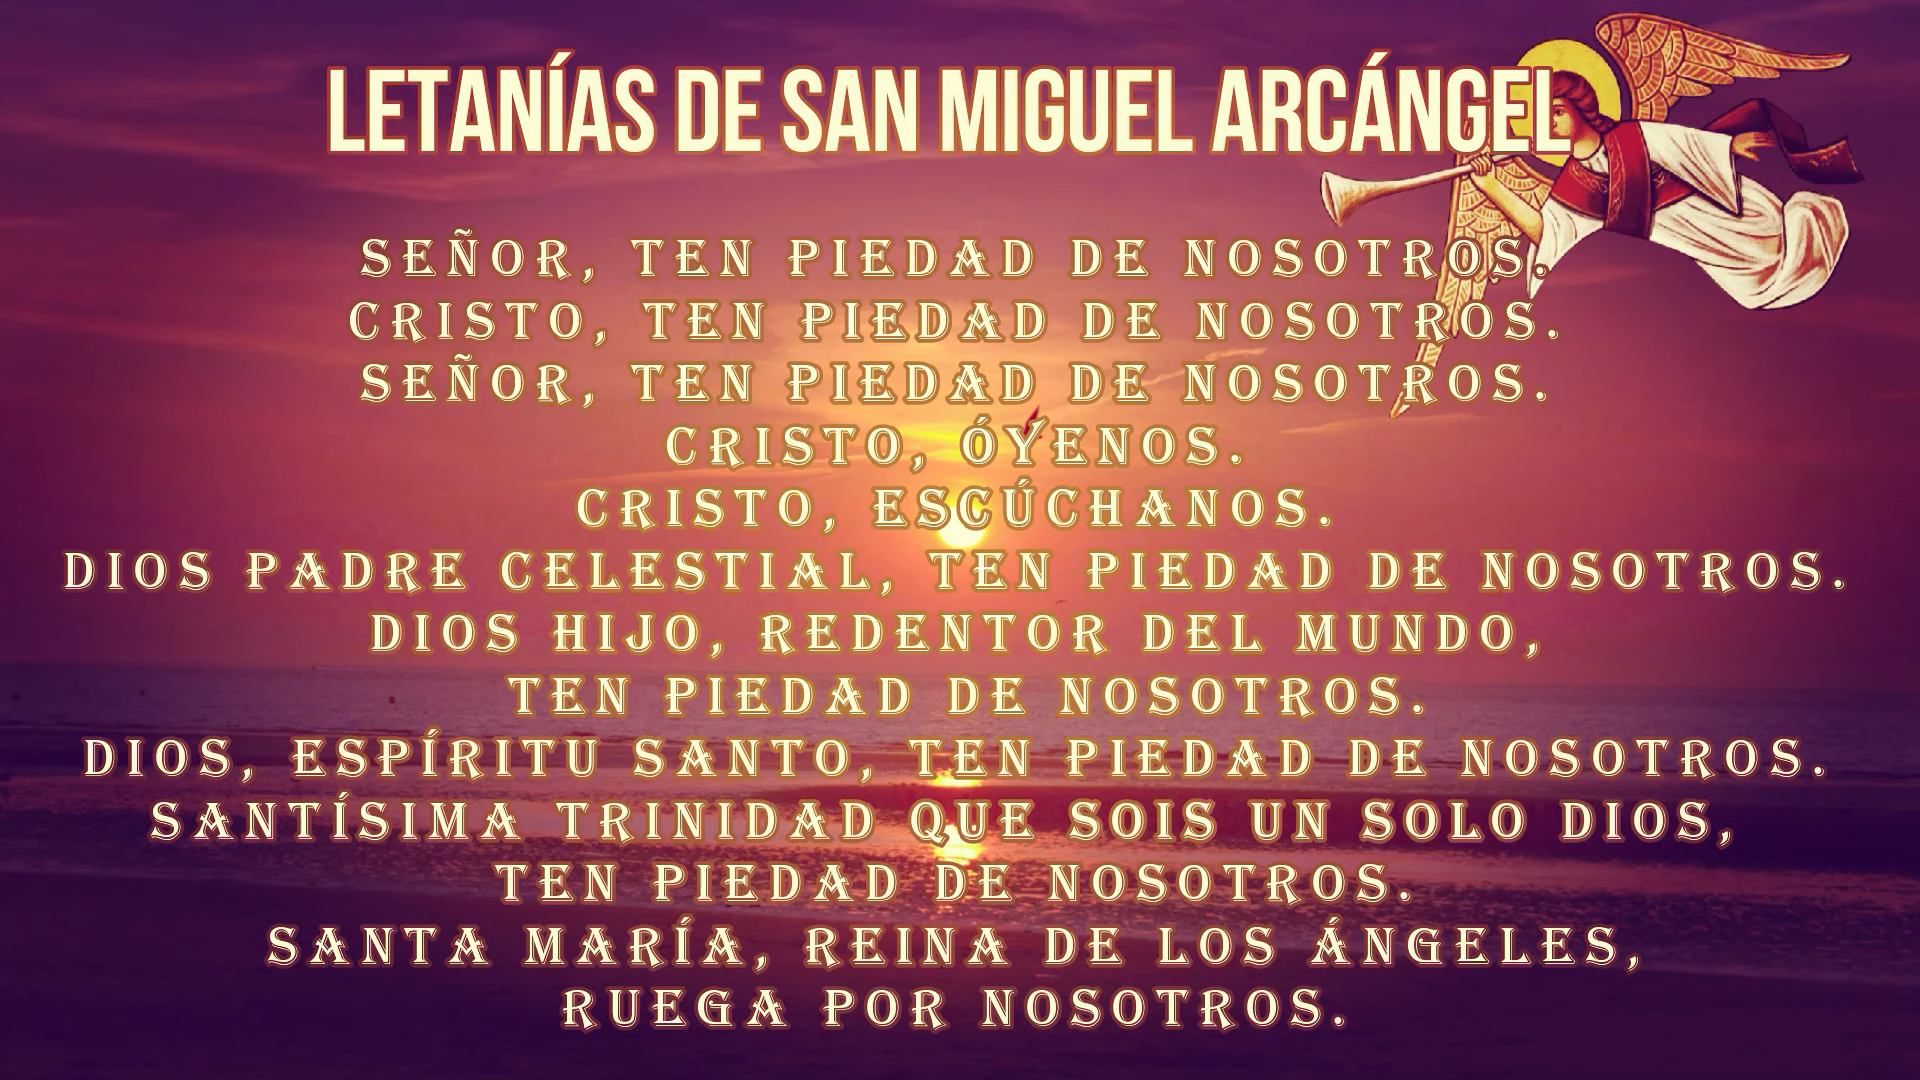 LETANÍAS DE SAN MIGUEL ARCÁNGEL
SEÑOR, TEN PIEDAD DE NOSOTROS.
CRISTO, TEN PIEDAD DE NOSOTROS.
SEÑOR, TEN PIEDAD DE NOSOTROS.
CRISTO, ÓYENOS.
CRISTO, ESCÚCHANOS.
DIOS PADRE CELESTIAL, TEN PIEDAD DE NOSOTROS.
DIOS HIJO, REDENTOR DEL MUNDO,
TEN PIEDAD DE NOSOTROS.
DIOS, ESPÍRITU SANTO, TEN PIEDAD DE NOSOTROS.
SANTÍSIMA TRINIDAD QUE SOIS UN SOLO DIOS,
TEN PIEDAD DE NOSOTROS.
SANTA MARÍA, REINA DE LOS ÁNGELES,
RUEGA POR NOSOTROS.